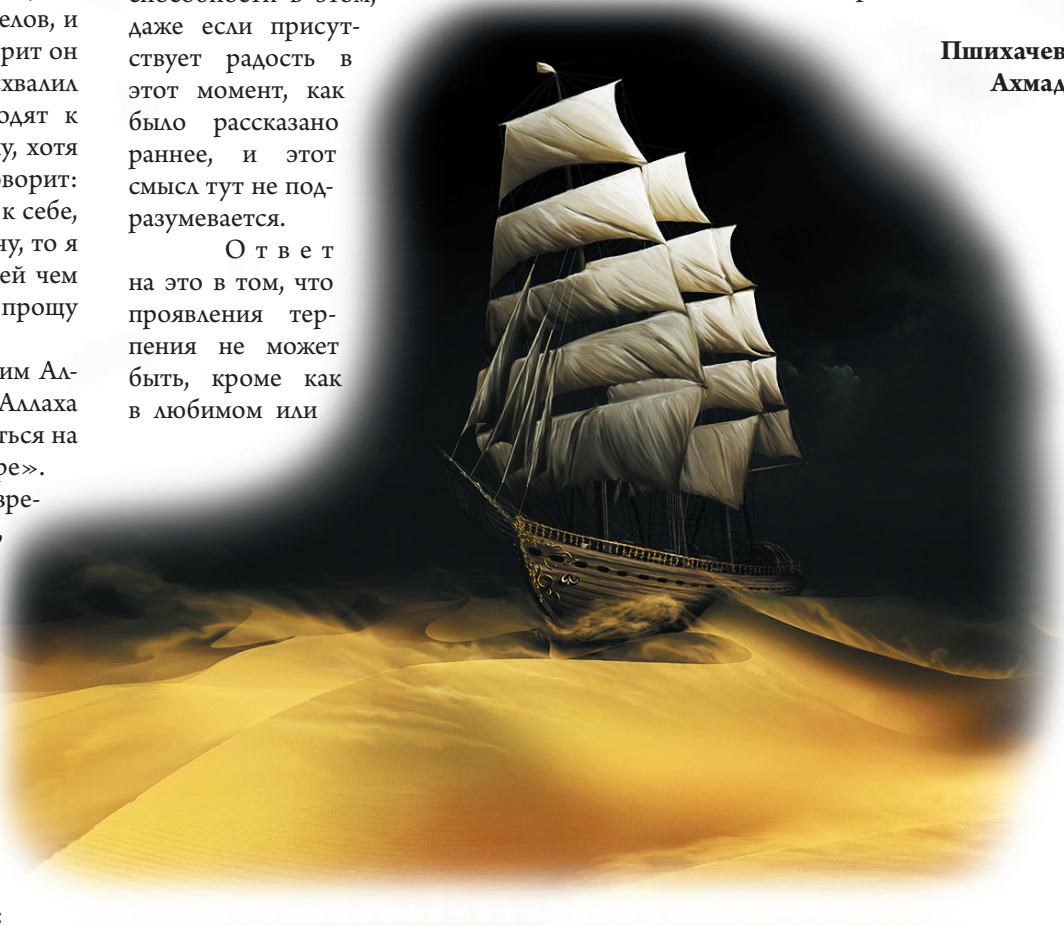 елов, и
рит он
хвалил
одят к
у, хотя
ворит:
к себе,
ну, то я
ей чем
прощу
им Ал-
Аллаха
ться на
ре».
вре-
,
:
способности в этом,
даже если присут-
ствует радость в
этот момент, как
было рассказано
раннее, и этот
смысл тут не под-
разумевается.
Ответ
на это в том, что
проявления тер-
пения не может
быть, кроме как
в любимом или
Пшихачев
Ахмад